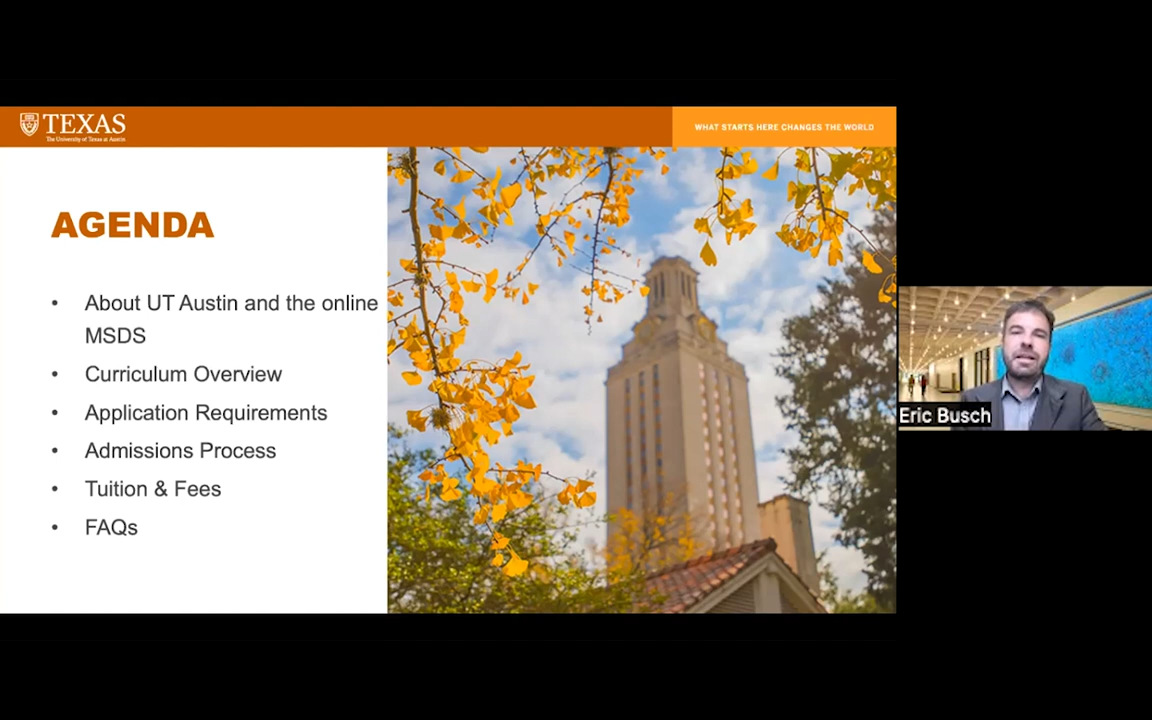 TEXAS
The University of Texas at Austin
WHAT STARTS HERE CHANGES THE WORLD
AGENDA
• About UT Austin and the online
MSDS
• Curriculum Overview
• Application Requirements
• Admissions Process
• Tuition & Fees
• FAQs
Eric Busch